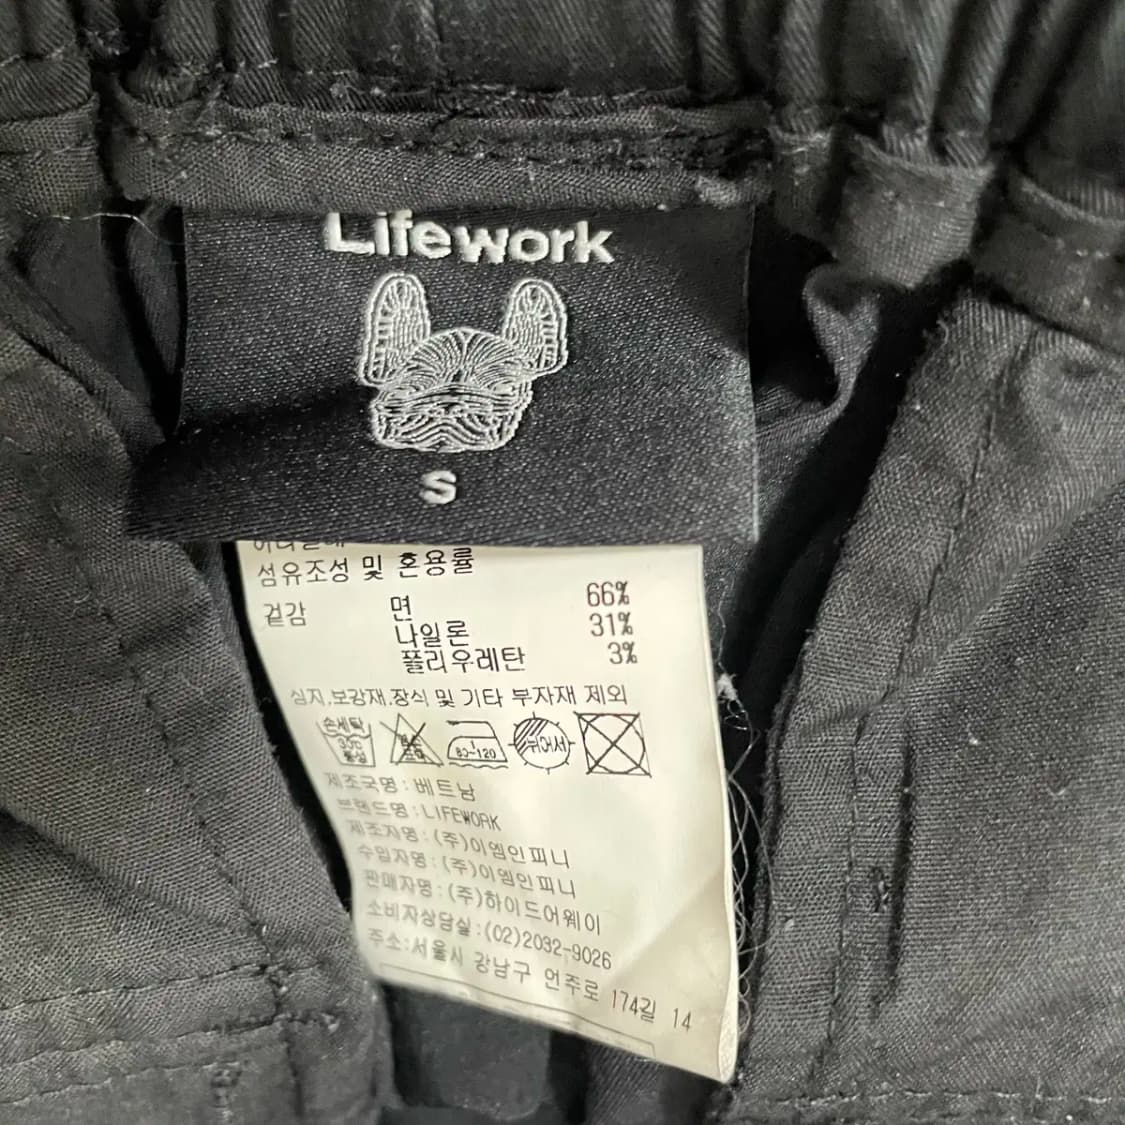 Lifework
S
섬유조성 및 혼용률
겉감 면 66%
나일론 31%
폴리우레탄 3%
심지,보강재,장식 및 기타 부자재 제외
손세탁 30℃ 중성 80~120 뉘어서
제조국명:베트남
브랜드명:LIFEWORK
제조자명:(주)이엠인피니
수입자명:(주)이엠인피니
판매자명:(주)하이드어웨이
소비자상담실:(02)2032-9026
주소:서울시 강남구 언주로 174길 14